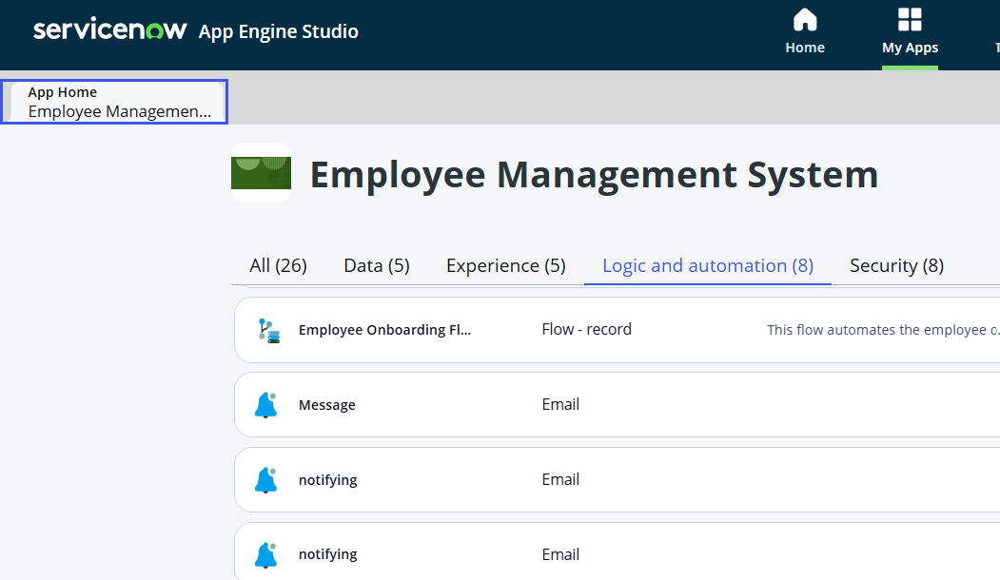 servicenow App Engine Studio
Home
My Apps
App Home
Employee Managemen...
Employee Management System
All (26) Data (5) Experience (5) Logic and automation (8) Security (8)
Employee Onboarding Fl... Flow - record This flow automates the employee o.
Message Email
notifying Email
notifying Email